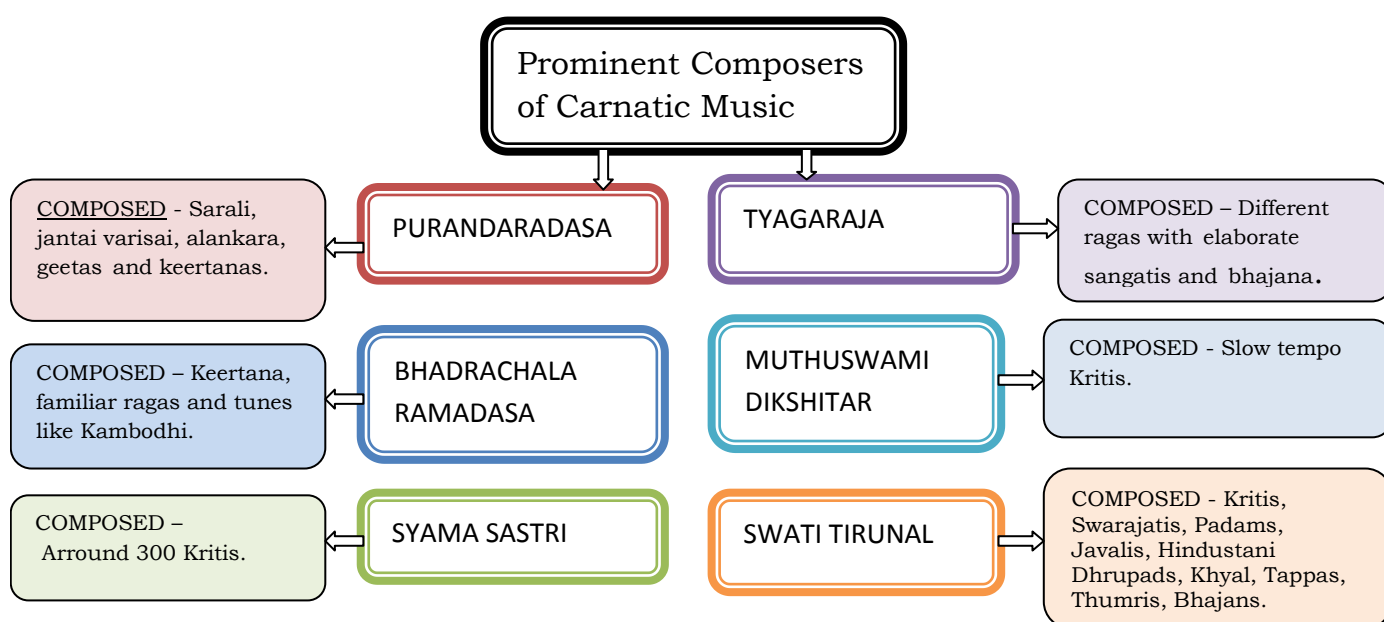 Prominent Composers
of Carnatic Music
COMPOSED - Sarali,
jantai varisai, alankara,
geetas and keertanas.
PURANDARADASA
TYAGARAJA
COMPOSED – Different
ragas with elaborate
sangatis and bhajana.
COMPOSED – Keertana,
familiar ragas and tunes
like Kambodhi.
BHADRACHALA
RAMADASA
MUTHUSWAMI
DIKSHITAR
COMPOSED - Slow tempo
Kritis.
COMPOSED –
Arround 300 Kritis.
SYAMA SASTRI
SWATI TIRUNAL
COMPOSED - Kritis,
Swarajatis, Padams,
Javalis, Hindustani
Dhrupads, Khyal, Tappas,
Thumris, Bhajans.